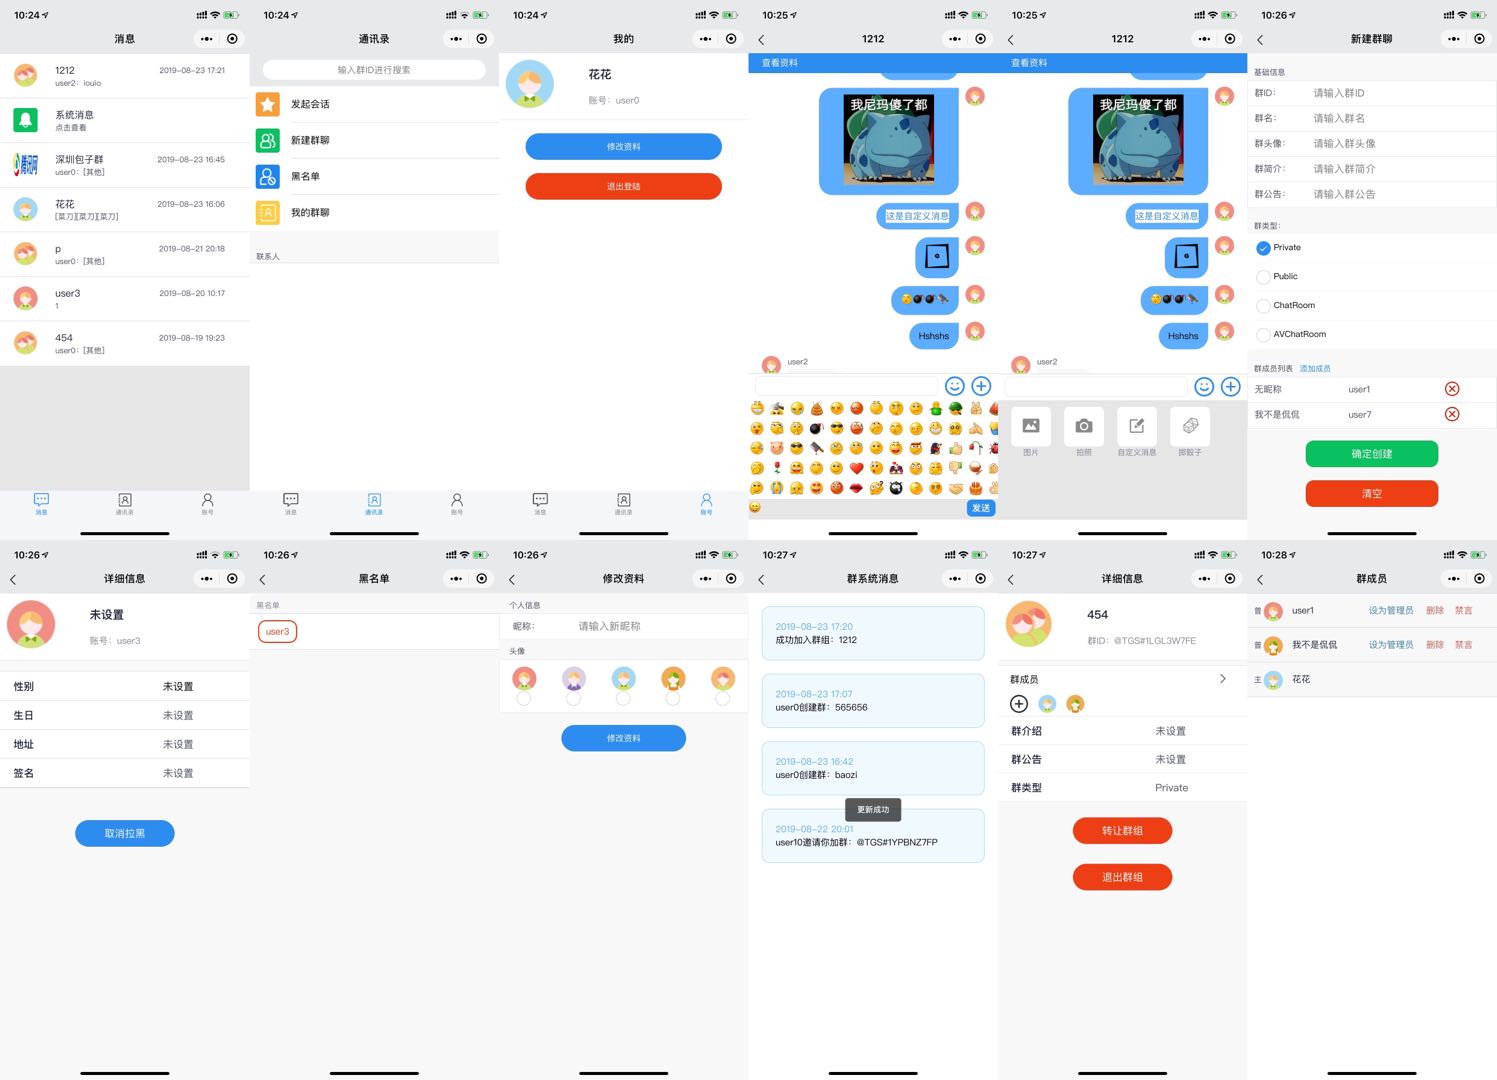 10:24
消息
1212
2019-08-23 17:21
user2：louio
系统消息
点击查看
深圳包子群
2019-08-23 16:45
user0：[其他]
花花
2019-08-23 16:06
[菜刀][菜刀][菜刀]
p
2019-08-21 20:18
user0：[其他]
user3
2019-08-20 10:17
1
454
2019-08-19 19:23
user0：[其他]
消息
通讯录
账号
10:24
通讯录
输入群ID进行搜索
发起会话
新建群聊
黑名单
我的群聊
联系人
消息
通讯录
账号
10:24
我的
花花
账号：user0
修改资料
退出登陆
消息
通讯录
账号
10:25
1212
查看资料
我尼玛傻了都
这是自定义消息
Hshshs
user2
发送
10:25
1212
查看资料
我尼玛傻了都
这是自定义消息
Hshshs
user2
图片
拍照
自定义消息
掷骰子
10:26
新建群聊
基础信息
群ID：
请输入群ID
群名：
请输入群名
群头像：
请输入群头像
群简介：
请输入群简介
群公告：
请输入群公告
群类型：
Private
Public
ChatRoom
AVChatRoom
群成员列表 添加成员
无昵称 user1
我不是侃侃 user7
确定创建
清空
10:26
详细信息
未设置
账号：user3
性别 未设置
生日 未设置
地址 未设置
签名 未设置
取消拉黑
10:26
黑名单
黑名单
user3
10:26
修改资料
个人信息
昵称： 请输入新昵称
头像
修改资料
10:27
群系统消息
2019-08-23 17:20
成功加入群组：1212
2019-08-23 17:07
user0创建群：565656
2019-08-23 16:42
user0创建群：baozi
更新成功
2019-08-22 20:01
user10邀请你加群：@TGS#1YPBNZ7FP
10:27
详细信息
454
群ID：@TGS#1LGL3W7FE
群成员
群介绍 未设置
群公告 未设置
群类型 Private
转让群组
退出群组
10:28
群成员
普 user1 设为管理员 删除 禁言
普 我不是侃侃 设为管理员 删除 禁言
主 花花